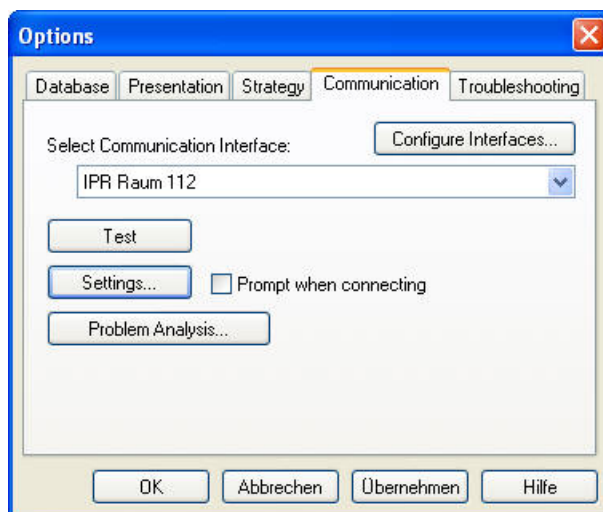 Options
Database Presentation Strategy Communication Troubleshooting
Select Communication Interface: Configure Interfaces...
IPR Raum 112
Test
Settings... Prompt when connecting
Problem Analysis...
OK Abbrechen Übernehmen Hilfe